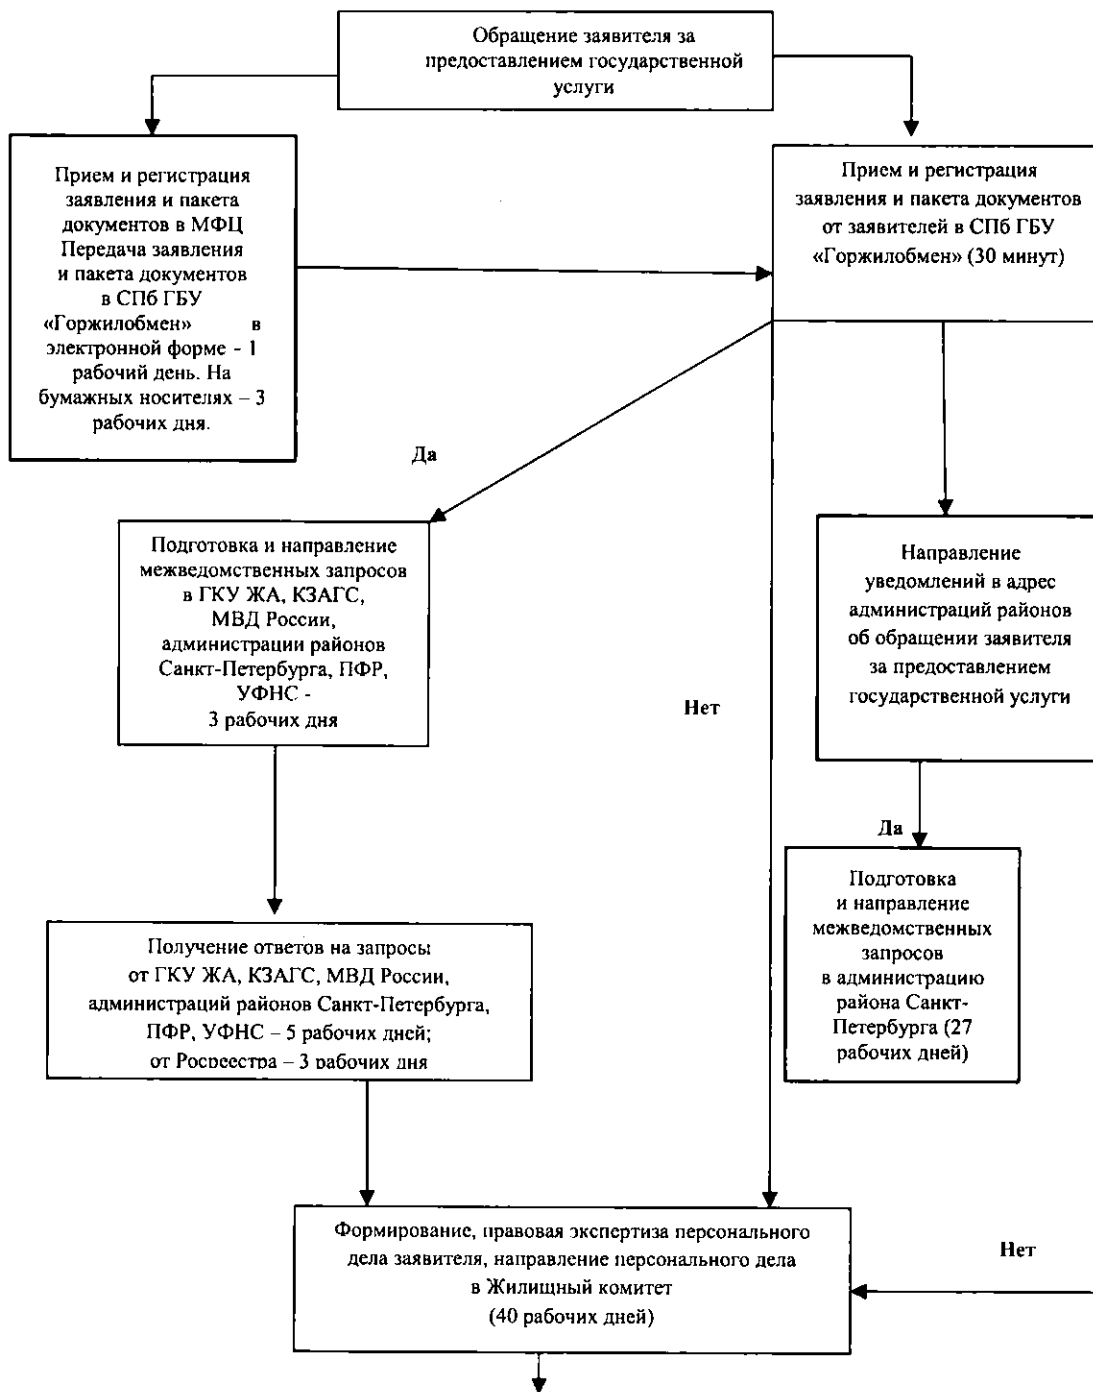 Обращение заявителя за
предоставлением государственной
услуги
Прием и регистрация
заявления и пакета
документов в МФЦ
Передача заявления
и пакета документов
в СПб ГБУ
«Горжилобмен» в
электронной форме - 1
рабочий день. На
бумажных носителях – 3
рабочих дня.
Прием и регистрация
заявления и пакета документов
от заявителей в СПб ГБУ
«Горжилобмен» (30 минут)
Да
Подготовка и направление
межведомственных запросов
в ГКУ ЖА, КЗАГС,
МВД России,
администрации районов
Санкт-Петербурга, ПФР,
УФНС -
3 рабочих дня
Нет
Направление
уведомлений в адрес
администраций районов
об обращении заявителя
за предоставлением
государственной услуги
Да
Подготовка
и направление
межведомственных
запросов
в администрацию
района Санкт-
Петербурга (27
рабочих дней)
Получение ответов на запросы
от ГКУ ЖА, КЗАГС, МВД России,
администраций районов Санкт-Петербурга,
ПФР, УФНС – 5 рабочих дней;
от Росреестра – 3 рабочих дня
Формирование, правовая экспертиза персонального
дела заявителя, направление персонального дела
в Жилищный комитет
(40 рабочих дней)
Нет